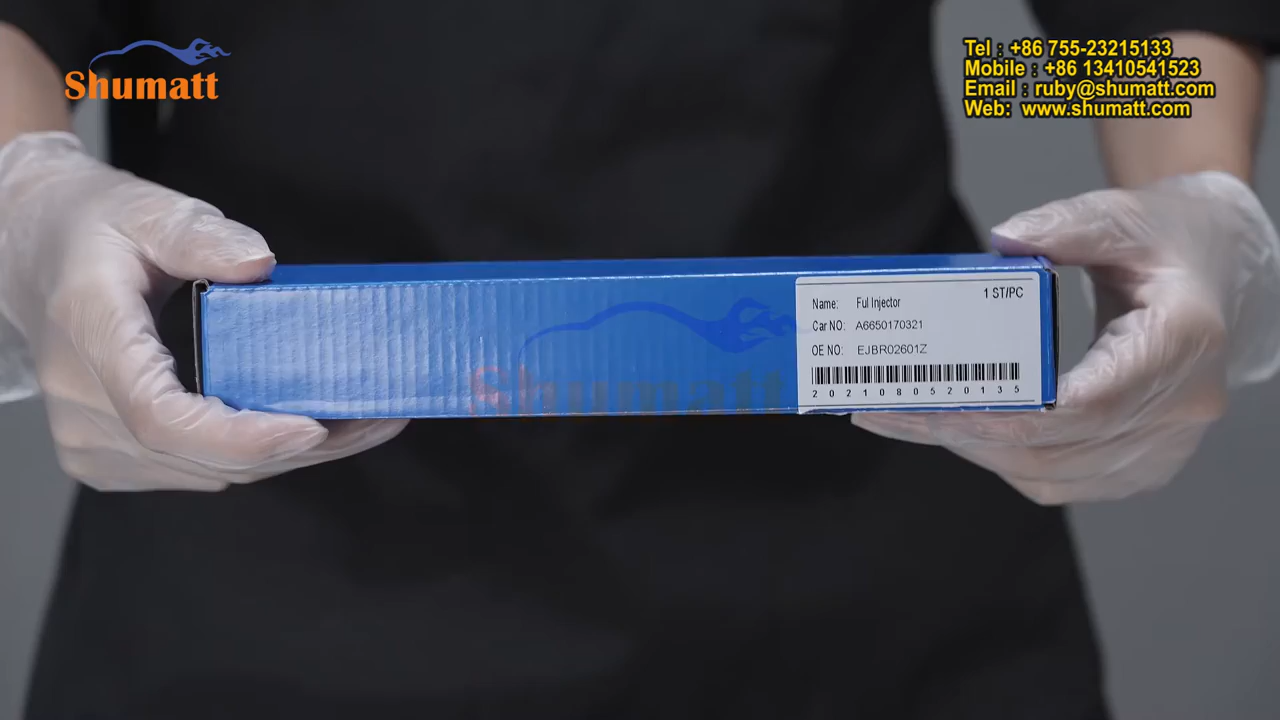 Shumatt
Tel : +86 755-23215133
Mobile : +86 13410541523
Email : ruby@shumatt.com
Web: www.shumatt.com
1 ST/PC
Name: Ful Injector
Car NO: A6650170321
OE NO: EJBR02601Z
2 0 2 1 0 8 0 5 2 0 1 3 5
Shumatt